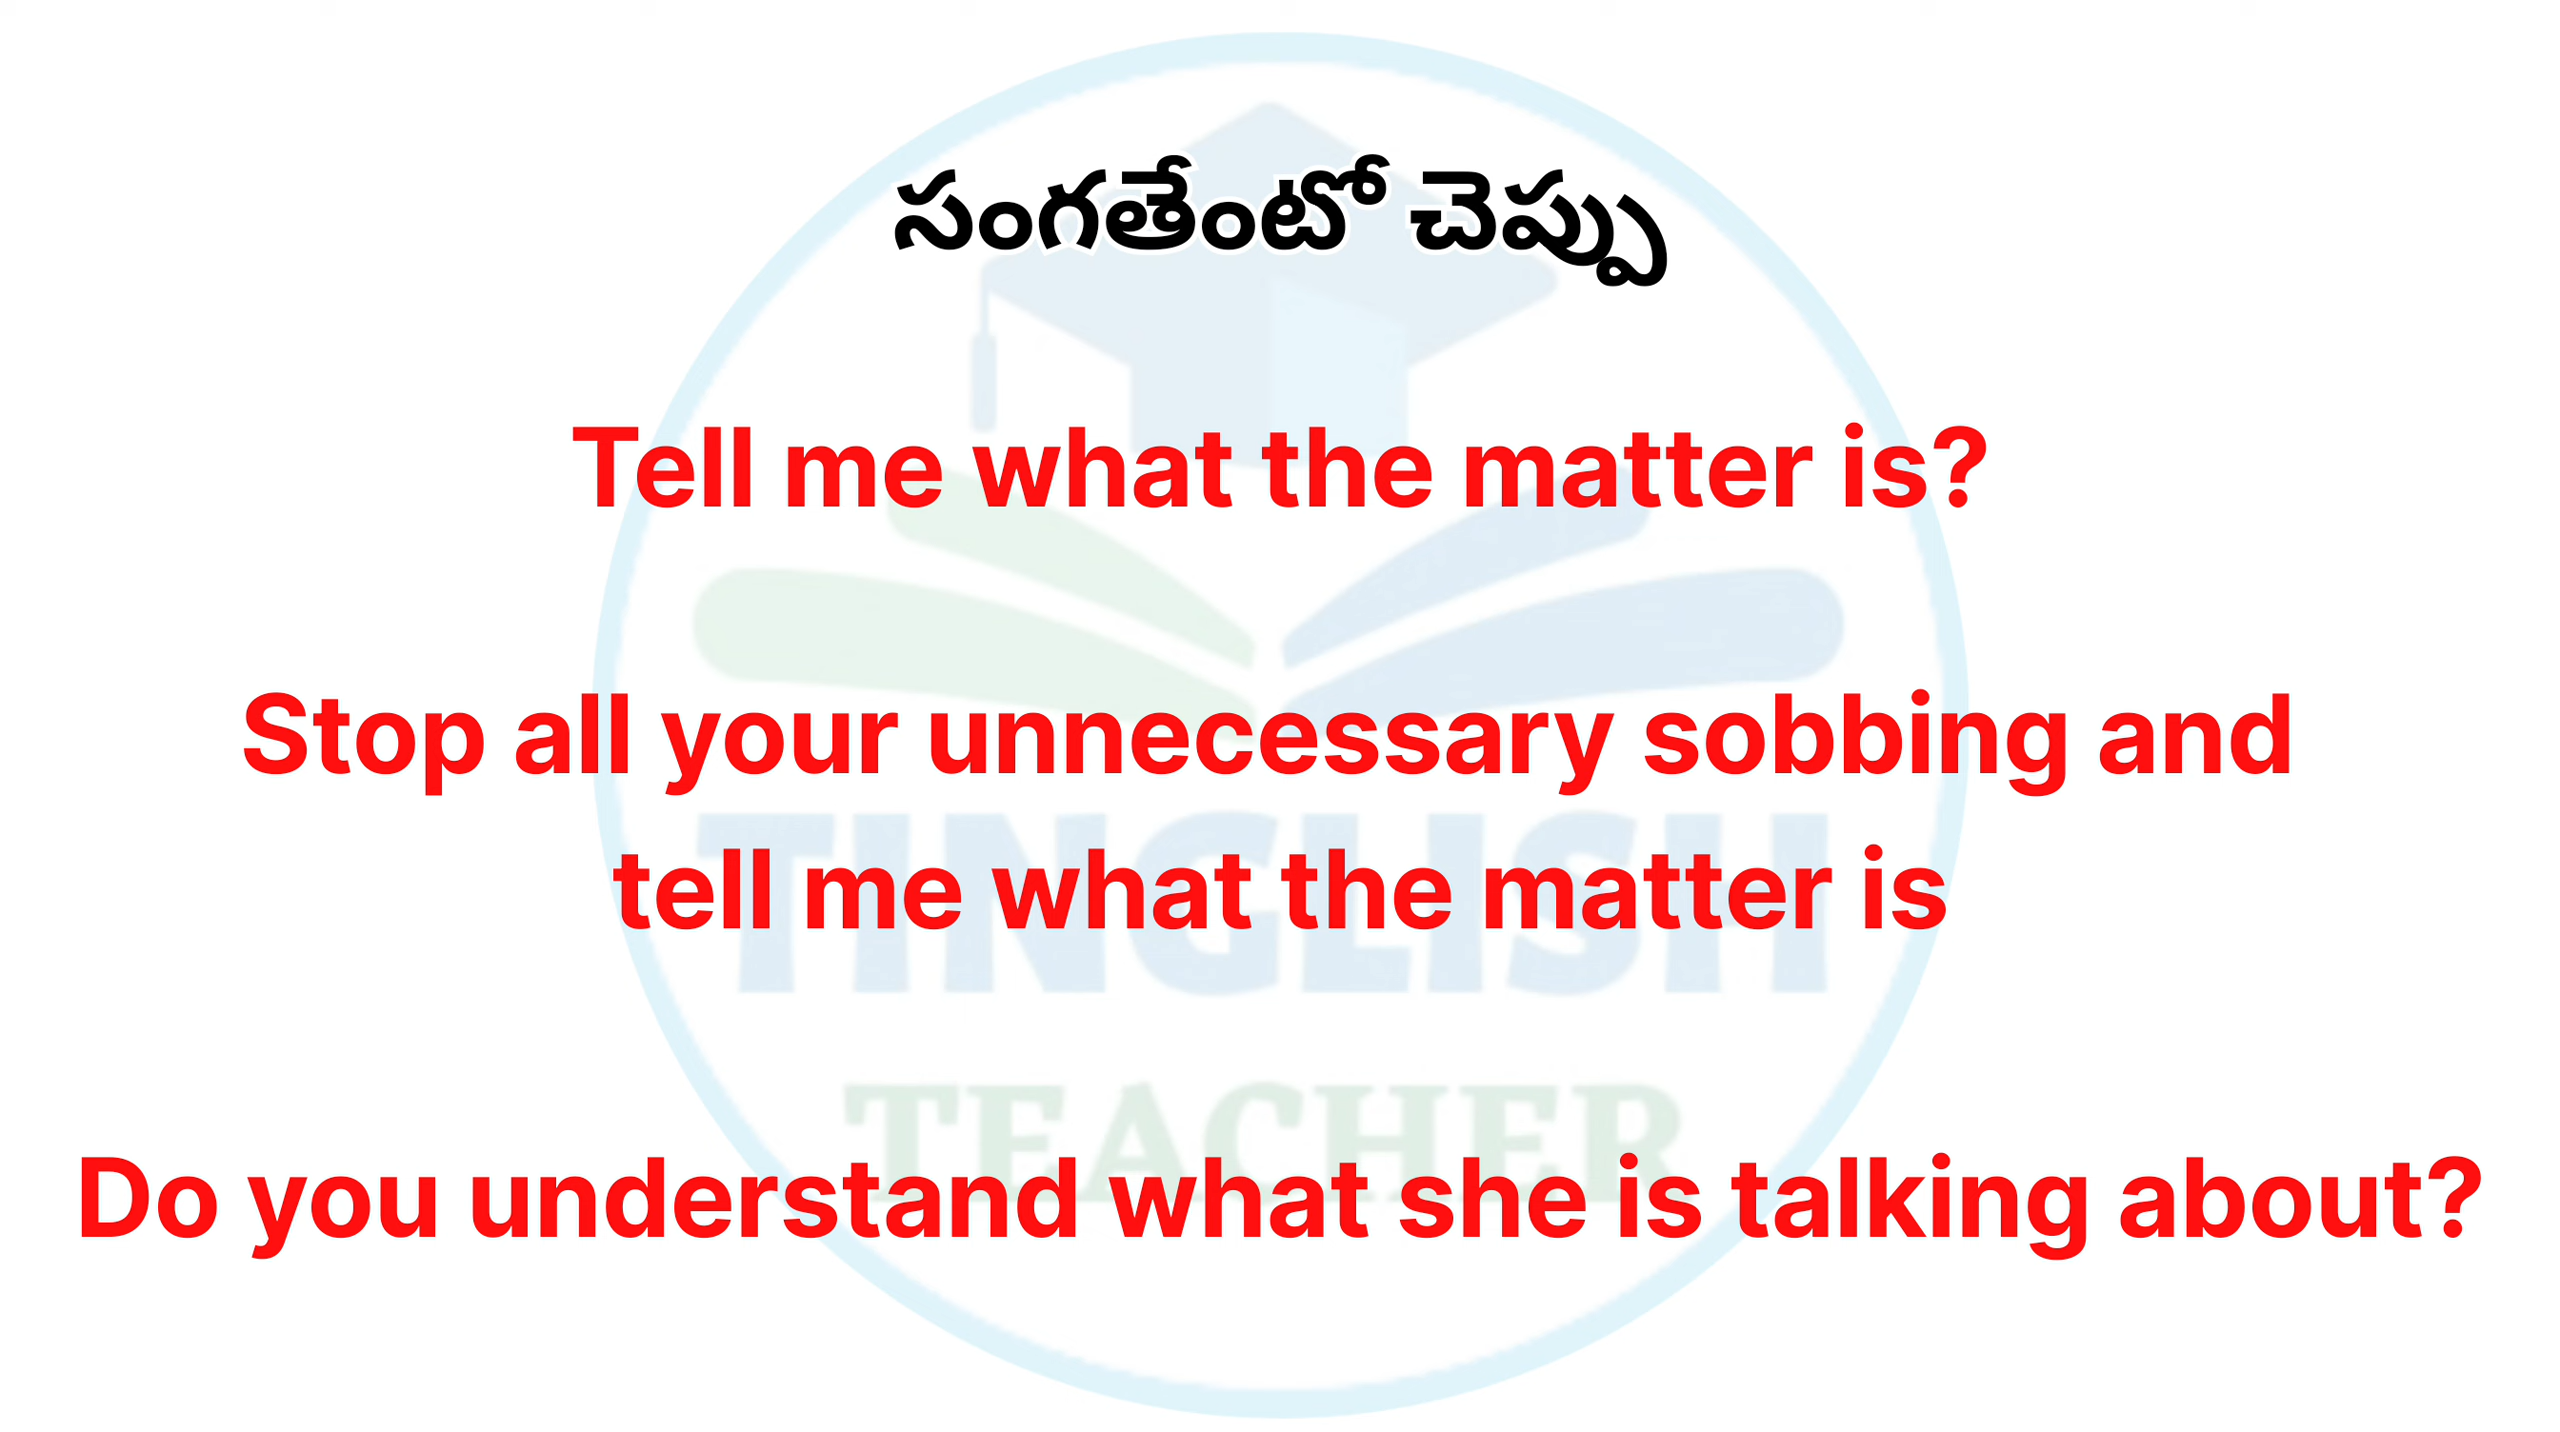 సంగతేంటో చెప్పు
Tell me what the matter is?
Stop all your unnecessary sobbing and
tell me what the matter is
TINGLISH
TEACHER
Do you understand what she is talking about?